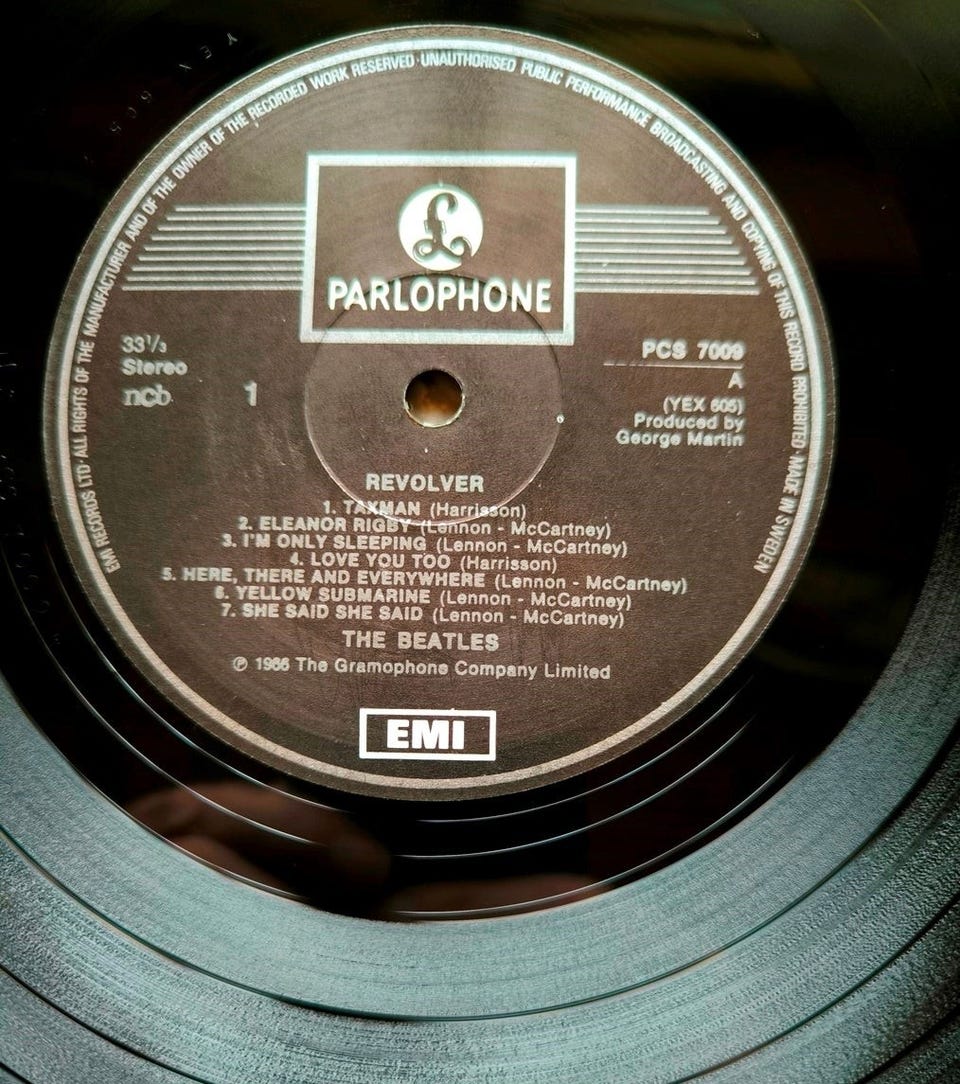 EMI RECORDS LTD·ALL RIGHTS OF THE MANUFACTURER AND OF THE OWNER OF THE RECORDED WORK RESERVED·UNAUTHORISED PUBLIC PERFORMANCE BROADCASTING AND COPYING OF THIS RECORD PROHIBITED·MADE IN SWEDEN
£
PARLOPHONE
33⅓
Stereo
ncb
1
PCS 7009
A
(YEX 605)
Produced by
George Martin
REVOLVER
1. TAXMAN (Harrisson)
2. ELEANOR RIGBY (Lennon - McCartney)
3. I'M ONLY SLEEPING (Lennon - McCartney)
4. LOVE YOU TOO (Harrisson)
5. HERE, THERE AND EVERYWHERE (Lennon - McCartney)
6. YELLOW SUBMARINE (Lennon - McCartney)
7. SHE SAID SHE SAID (Lennon - McCartney)
THE BEATLES
℗ 1966 The Gramophone Company Limited
EMI